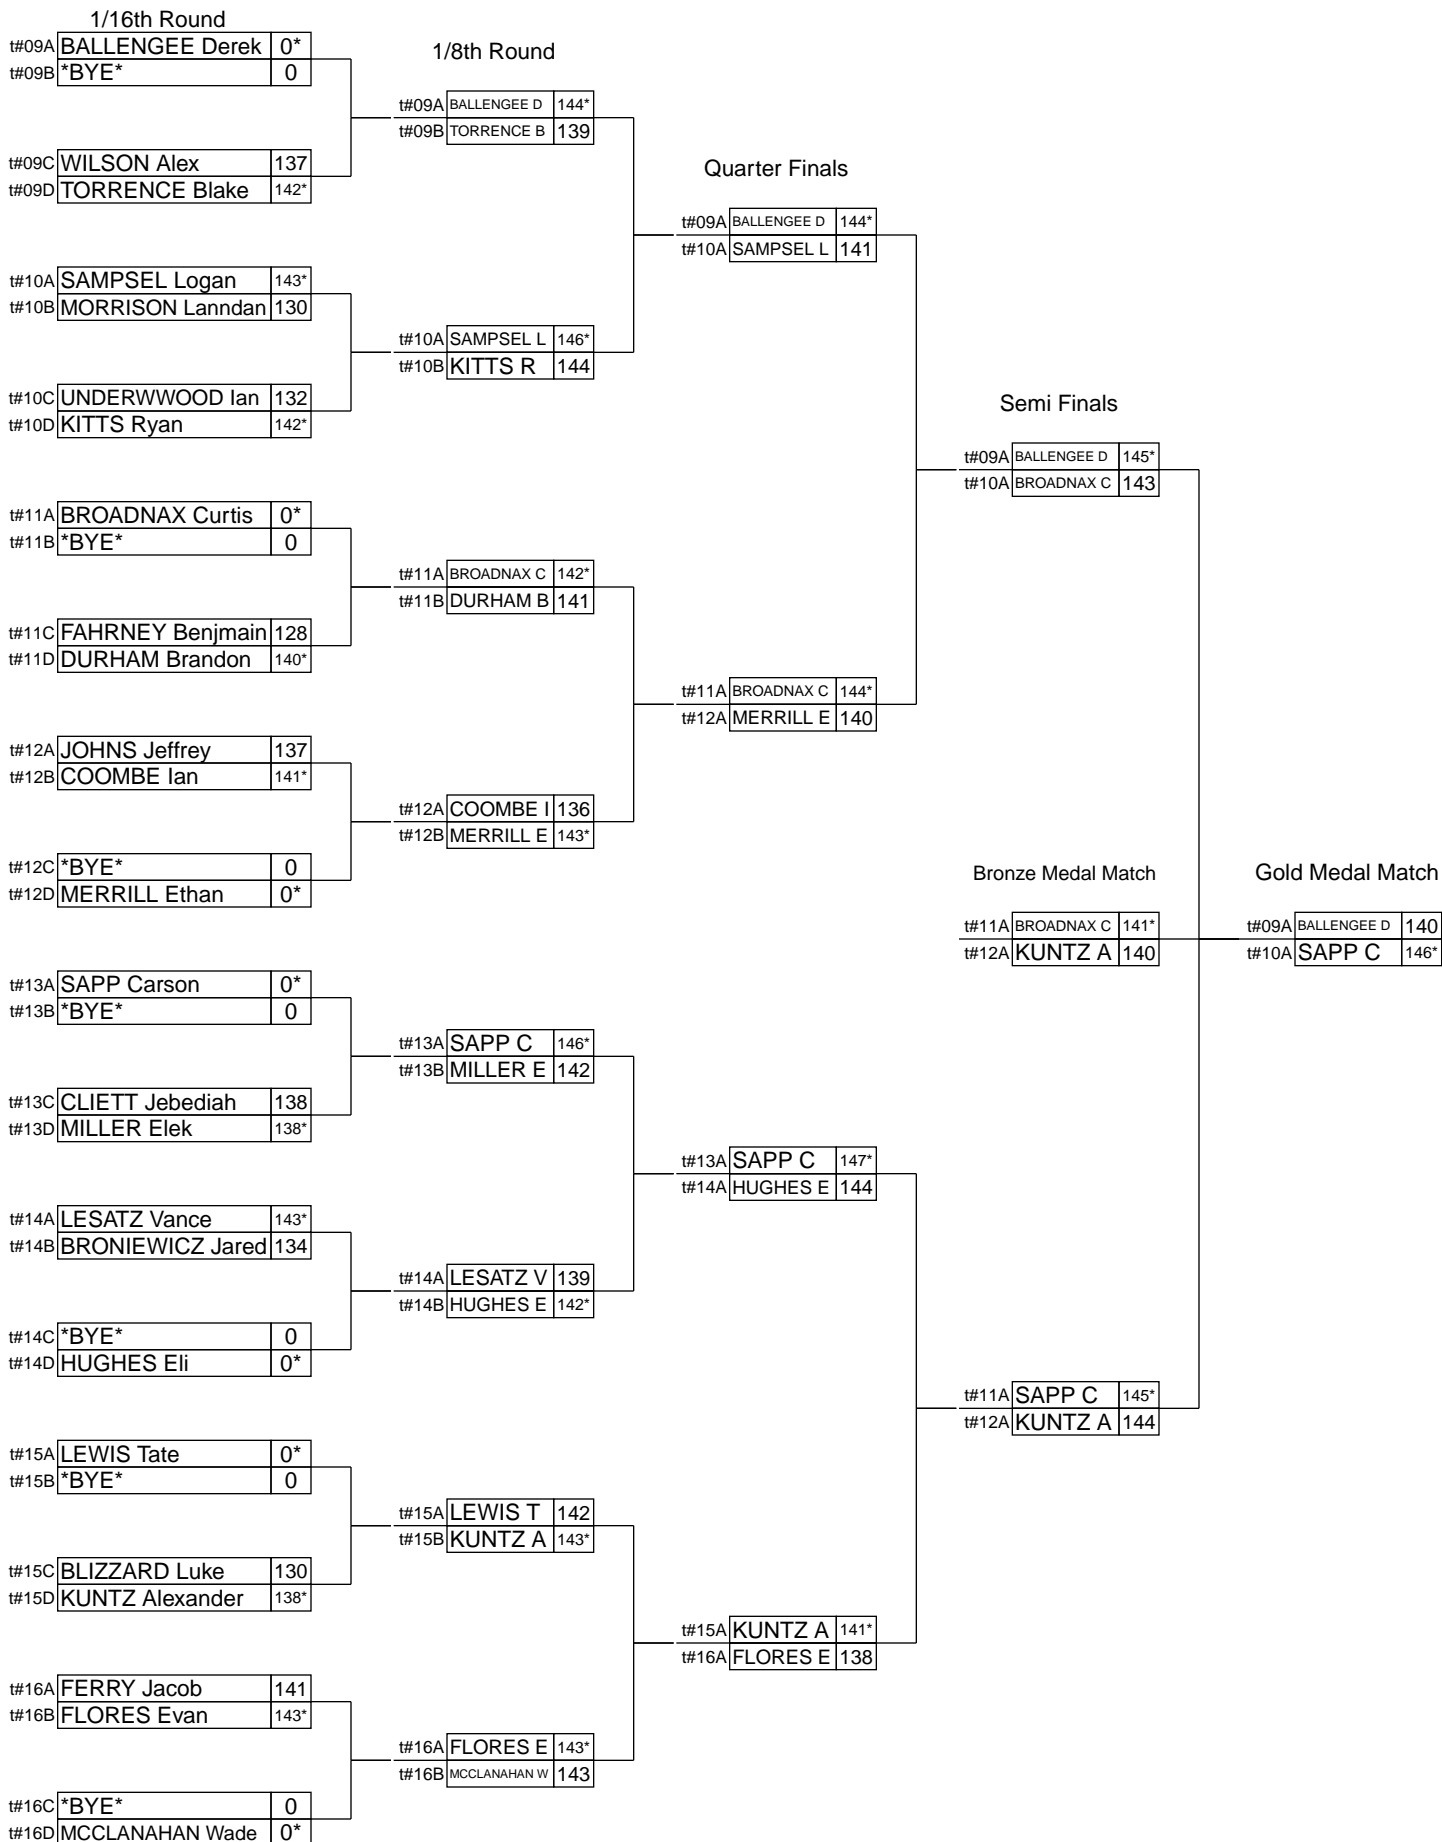 1/16th Round
t#09A BALLENGEE Derek 0*
t#09B *BYE* 0
t#09C WILSON Alex 137
t#09D TORRENCE Blake 142*
t#10A SAMPSEL Logan 143*
t#10B MORRISON Lanndan 130
t#10C UNDERWWOOD Ian 132
t#10D KITTS Ryan 142*
t#11A BROADNAX Curtis 0*
t#11B *BYE* 0
t#11C FAHRNEY Benjmain 128
t#11D DURHAM Brandon 140*
t#12A JOHNS Jeffrey 137
t#12B COOMBE Ian 141*
t#12C *BYE* 0
t#12D MERRILL Ethan 0*
t#13A SAPP Carson 0*
t#13B *BYE* 0
t#13C CLIETT Jebediah 138
t#13D MILLER Elek 138*
t#14A LESATZ Vance 143*
t#14B BRONIEWICZ Jared 134
t#14C *BYE* 0
t#14D HUGHES Eli 0*
t#15A LEWIS Tate 0*
t#15B *BYE* 0
t#15C BLIZZARD Luke 130
t#15D KUNTZ Alexander 138*
t#16A FERRY Jacob 141
t#16B FLORES Evan 143*
t#16C *BYE* 0
t#16D MCCLANAHAN Wade 0*
1/8th Round
t#09A BALLENGEE D 144*
t#09B TORRENCE B 139
t#10A SAMPSEL L 146*
t#10B KITTS R 144
t#11A BROADNAX C 142*
t#11B DURHAM B 141
t#12A COOMBE I 136
t#12B MERRILL E 143*
t#13A SAPP C 146*
t#13B MILLER E 142
t#14A LESATZ V 139
t#14B HUGHES E 142*
t#15A LEWIS T 142
t#15B KUNTZ A 143*
t#16A FLORES E 143*
t#16B MCCLANAHAN W 143
Quarter Finals
t#09A BALLENGEE D 144*
t#10A SAMPSEL L 141
t#11A BROADNAX C 144*
t#12A MERRILL E 140
t#13A SAPP C 147*
t#14A HUGHES E 144
t#15A KUNTZ A 141*
t#16A FLORES E 138
Semi Finals
t#09A BALLENGEE D 145*
t#10A BROADNAX C 143
t#11A SAPP C 145*
t#12A KUNTZ A 144
Bronze Medal Match
t#11A BROADNAX C 141*
t#12A KUNTZ A 140
Gold Medal Match
t#09A BALLENGEE D 140
t#10A SAPP C 146*